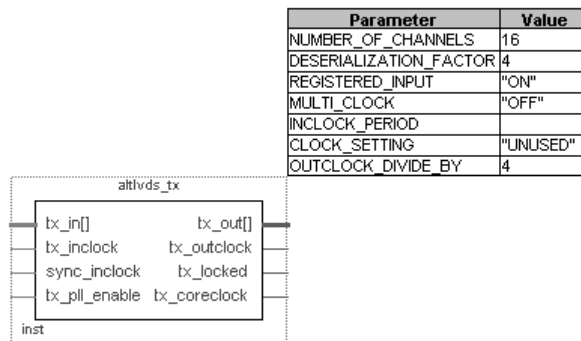 Parameter Value
NUMBER_OF_CHANNELS 16
DESERIALIZATION_FACTOR 4
REGISTERED_INPUT "ON"
MULTI_CLOCK "OFF"
INCLOCK_PERIOD
CLOCK_SETTING "UNUSED"
OUTCLOCK_DIVIDE_BY 4
altlvds_tx
tx_in[] tx_out[]
tx_inclock tx_outclock
sync_inclock tx_locked
tx_pll_enable tx_coreclock
inst